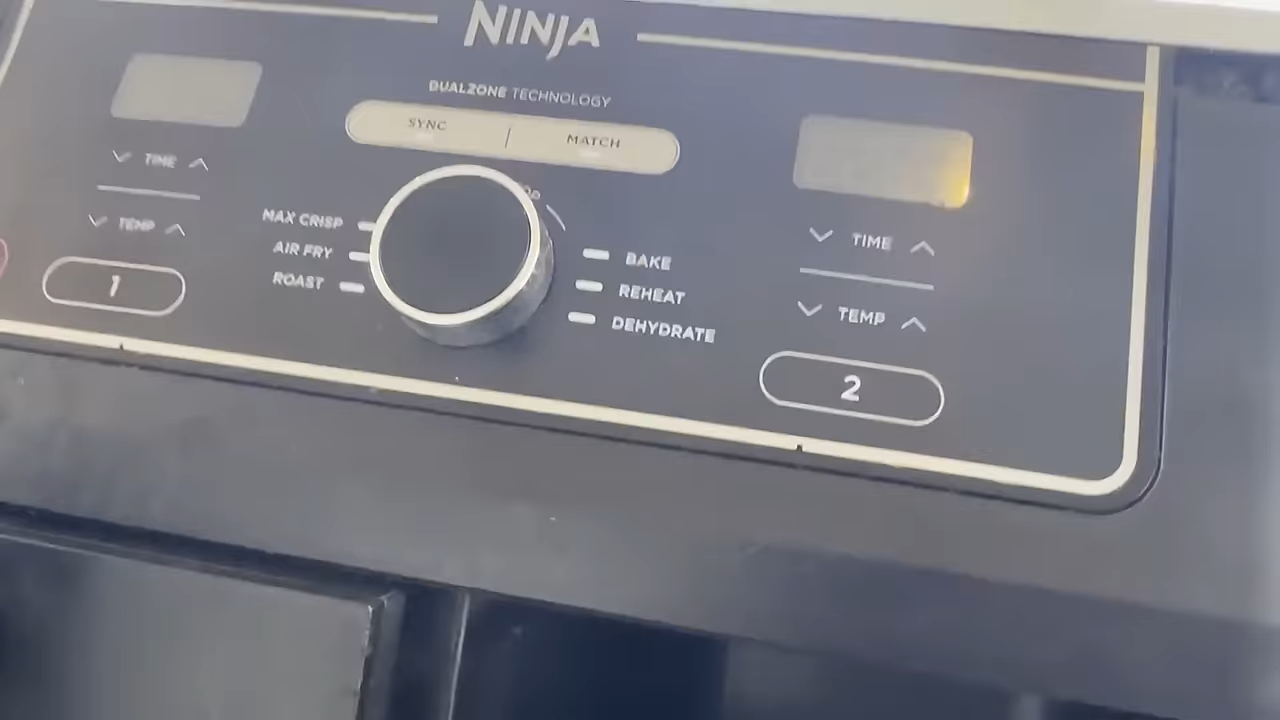 NINJA
DUALZONE TECHNOLOGY
SYNC | MATCH
TIME
TEMP
1
MAX CRISP
AIR FRY
ROAST
BAKE
REHEAT
DEHYDRATE
TIME
TEMP
2